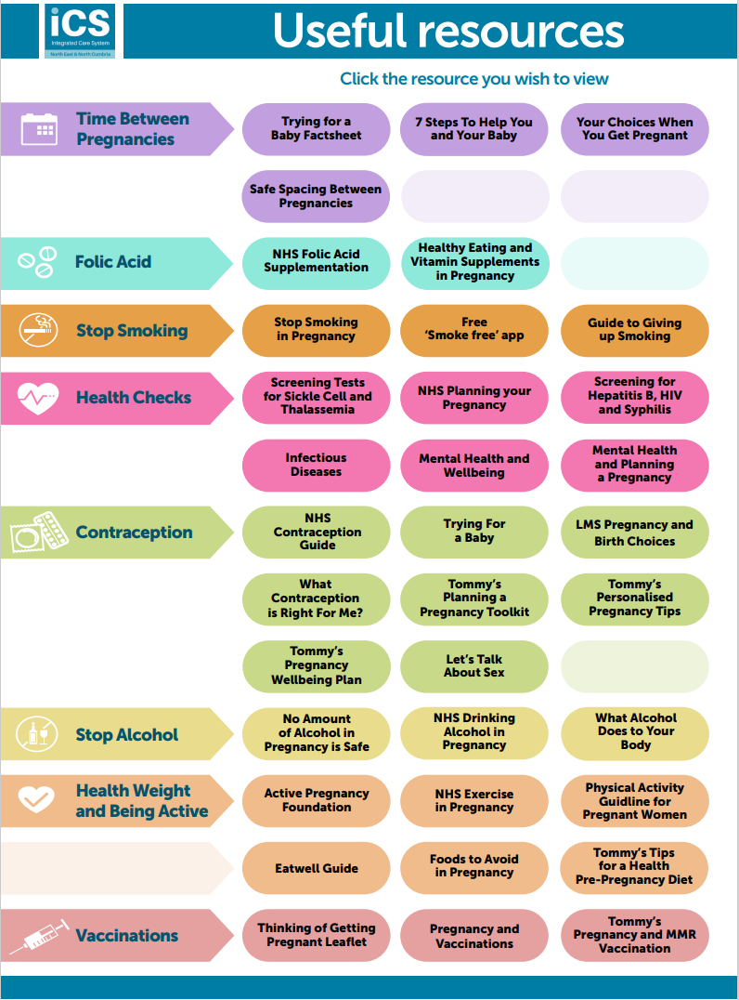 iCS
Integrated Care System
North East & North Cumbria
Useful resources
Click the resource you wish to view
Time Between
Pregnancies
Trying for a
Baby Factsheet
7 Steps To Help You
and Your Baby
Your Choices When
You Get Pregnant
Safe Spacing Between
Pregnancies
Folic Acid
NHS Folic Acid
Supplementation
Healthy Eating and
Vitamin Supplements
in Pregnancy
Stop Smoking
Stop Smoking
in Pregnancy
Free
‘Smoke free’ app
Guide to Giving
up Smoking
Health Checks
Screening Tests
for Sickle Cell and
Thalassemia
NHS Planning your
Pregnancy
Screening for
Hepatitis B, HIV
and Syphilis
Infectious
Diseases
Mental Health and
Wellbeing
Mental Health
and Planning
a Pregnancy
Contraception
NHS
Contraception
Guide
Trying For
a Baby
LMS Pregnancy and
Birth Choices
What
Contraception
is Right For Me?
Tommy’s
Planning a
Pregnancy Toolkit
Tommy’s
Personalised
Pregnancy Tips
Tommy’s
Pregnancy
Wellbeing Plan
Let’s Talk
About Sex
Stop Alcohol
No Amount
of Alcohol in
Pregnancy is Safe
NHS Drinking
Alcohol in
Pregnancy
What Alcohol
Does to Your
Body
Health Weight
and Being Active
Active Pregnancy
Foundation
NHS Exercise
in Pregnancy
Physical Activity
Guidline for
Pregnant Women
Eatwell Guide
Foods to Avoid
in Pregnancy
Tommy’s Tips
for a Health
Pre-Pregnancy Diet
Vaccinations
Thinking of Getting
Pregnant Leaflet
Pregnancy and
Vaccinations
Tommy’s
Pregnancy and MMR
Vaccination